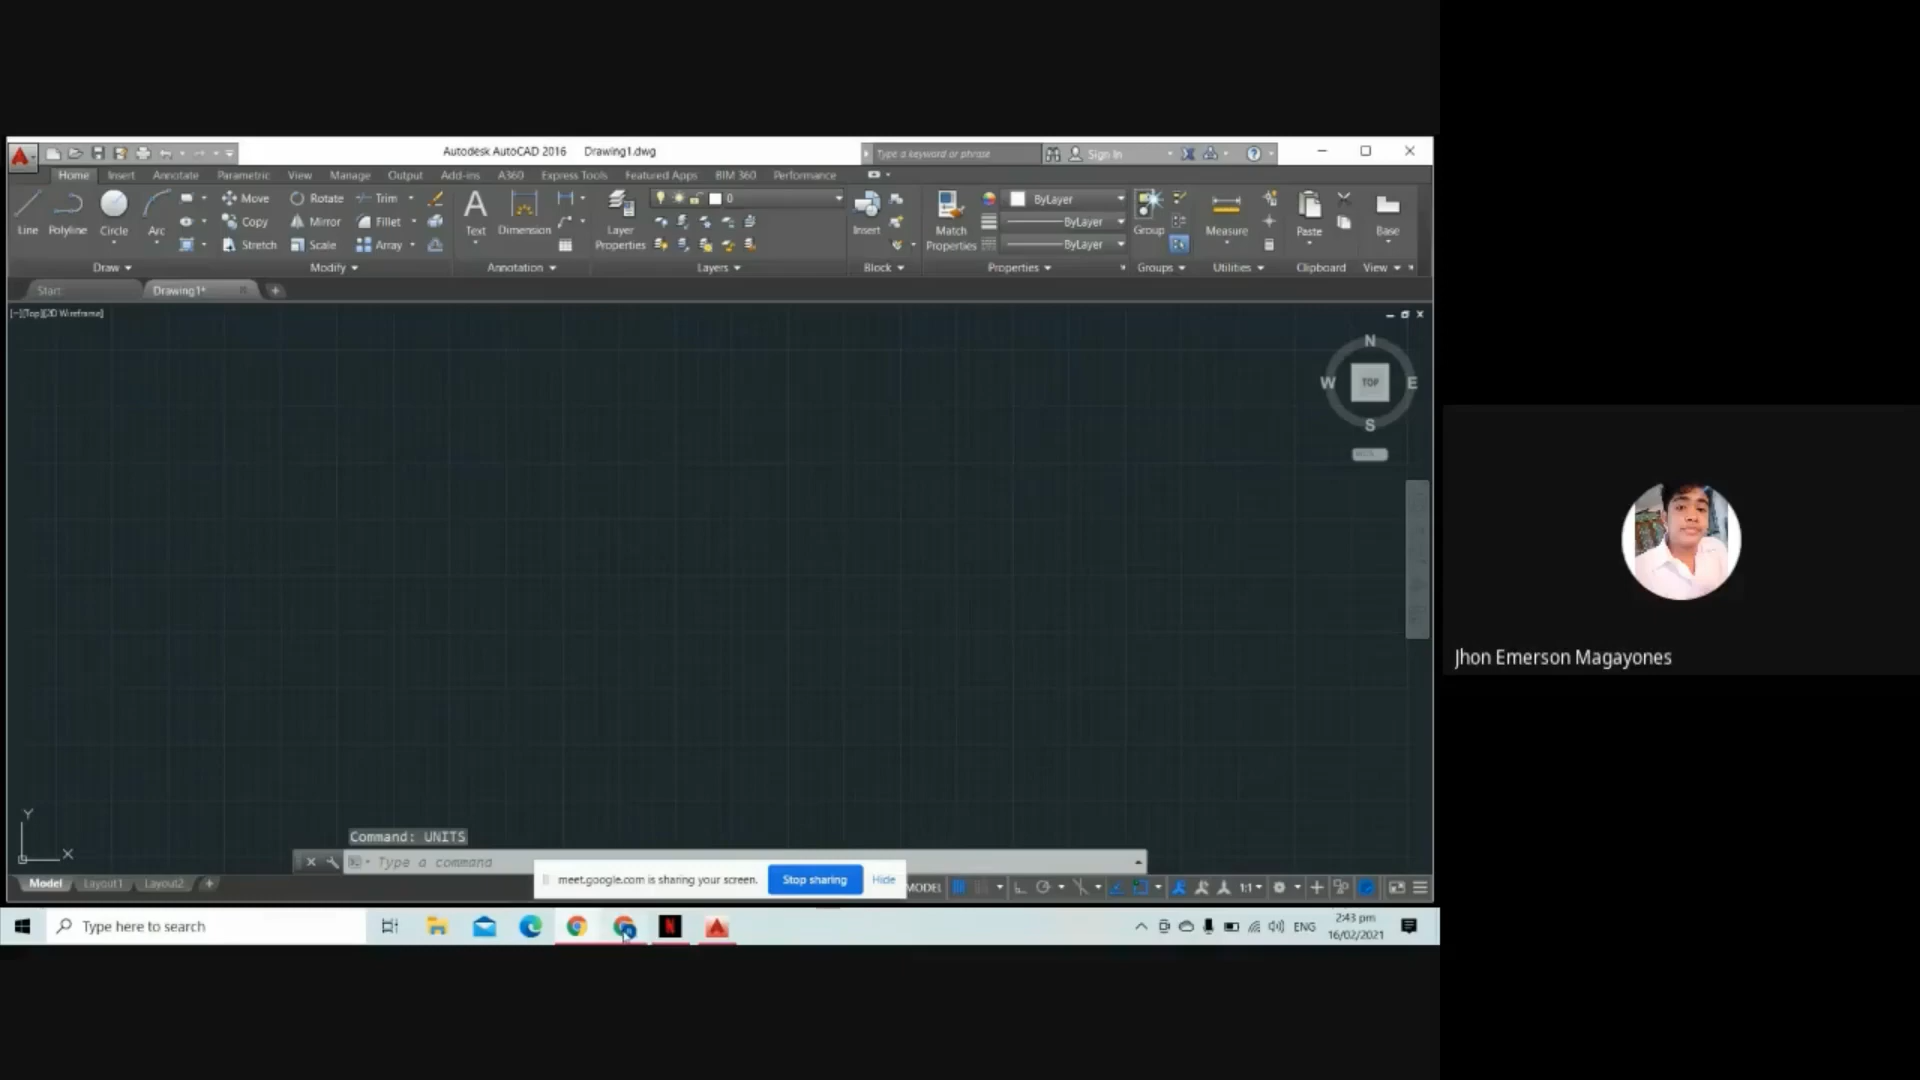 Autodesk AutoCAD 2016 Drawing1.dwg
Type a keyword or phrase
Sign In
Home Insert Annotate Parametric View Manage Output Add-ins A360 Express Tools Featured Apps BIM 360 Performance
Line Polyline Circle Arc
Move Rotate Trim
Copy Mirror Fillet
Stretch Scale Array
Text Dimension
Layer Properties
0
Insert
Match Properties
ByLayer
ByLayer
ByLayer
Group Measure Paste Base
Draw Modify Annotation Layers Block Properties Groups Utilities Clipboard View
Start Drawing1*
[−][Top][2D Wireframe]
N
W TOP E
S
Y
X
Command: UNITS
Type a command
Model Layout1 Layout2
meet.google.com is sharing your screen. Stop sharing Hide
MODEL
1:1
Type here to search
ENG
2:43 pm
16/02/2021
Jhon Emerson Magayones